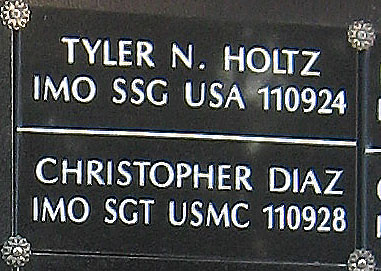 TYLER N. HOLTZ
IMO SSG USA 110924
CHRISTOPHER DIAZ
IMO SGT USMC 110928